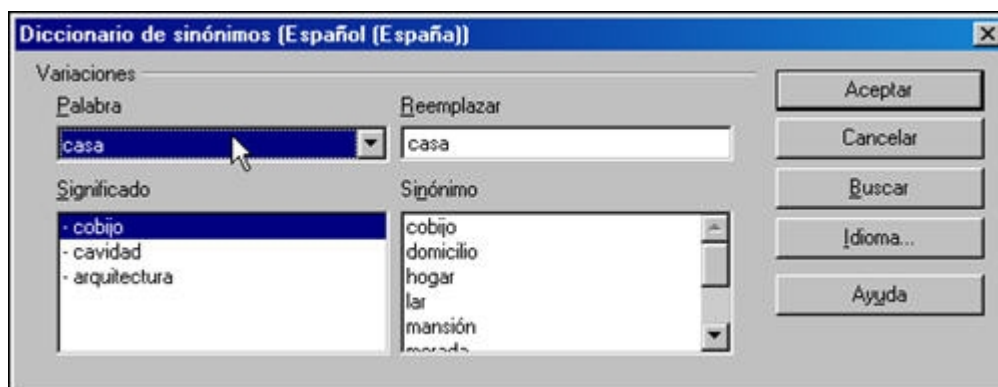 Diccionario de sinónimos (Español (España))
Variaciones
Palabra
Reemplazar
casa
casa
Significado
Sinónimo
- cobijo
- cavidad
- arquitectura
cobijo
domicilio
hogar
lar
mansión
morada
Aceptar
Cancelar
Buscar
Idioma...
Ayuda